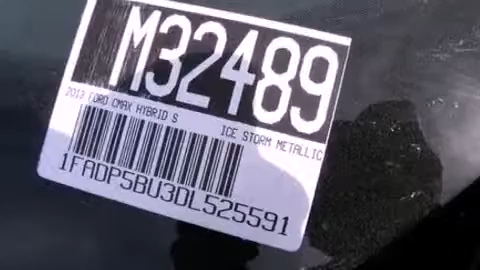 M32489
2013 FORD CMAX HYBRID S
ICE STORM METALLIC
1FADP5BU3DL525591